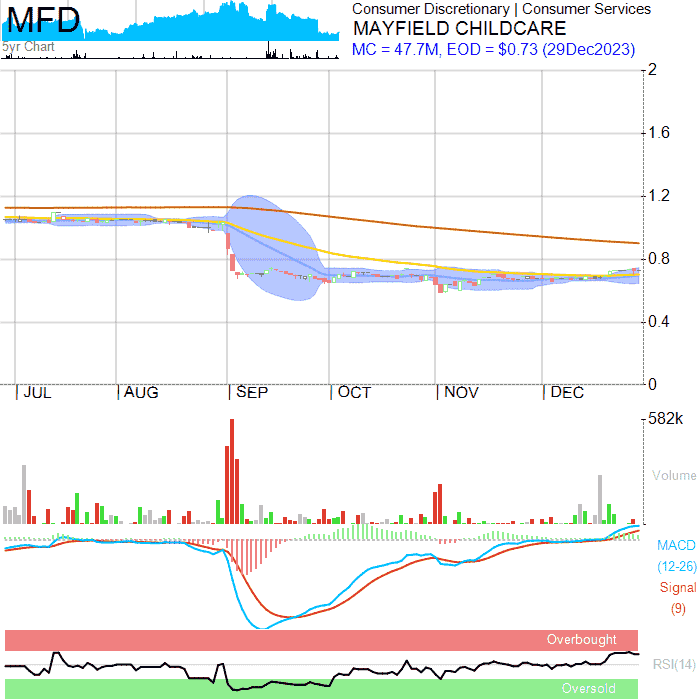 MFD
5yr Chart
Consumer Discretionary | Consumer Services
MAYFIELD CHILDCARE
MC = 47.7M, EOD = $0.73 (29Dec2023)
2
1.6
1.2
0.8
0.4
0
JUL AUG SEP OCT NOV DEC
582k
Volume
MACD
(12-26)
Signal
(9)
Overbought
RSI(14)
Oversold